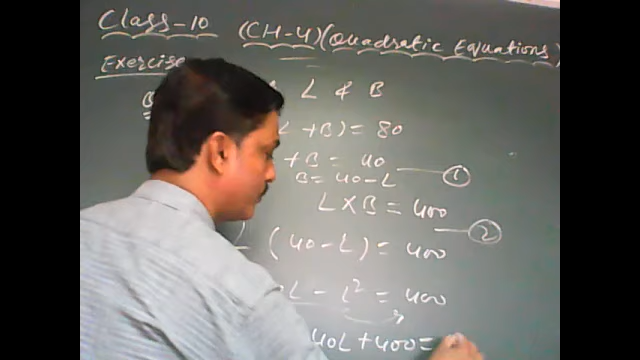 Class-10 (CH-4)(Quadratic Equations)
Exercise
L & B
+B) = 80
+ B = 40 ①
B = 40 - L
L × B = 400 ②
L (40 - L) = 400
L - L² = 400
40L + 400 =